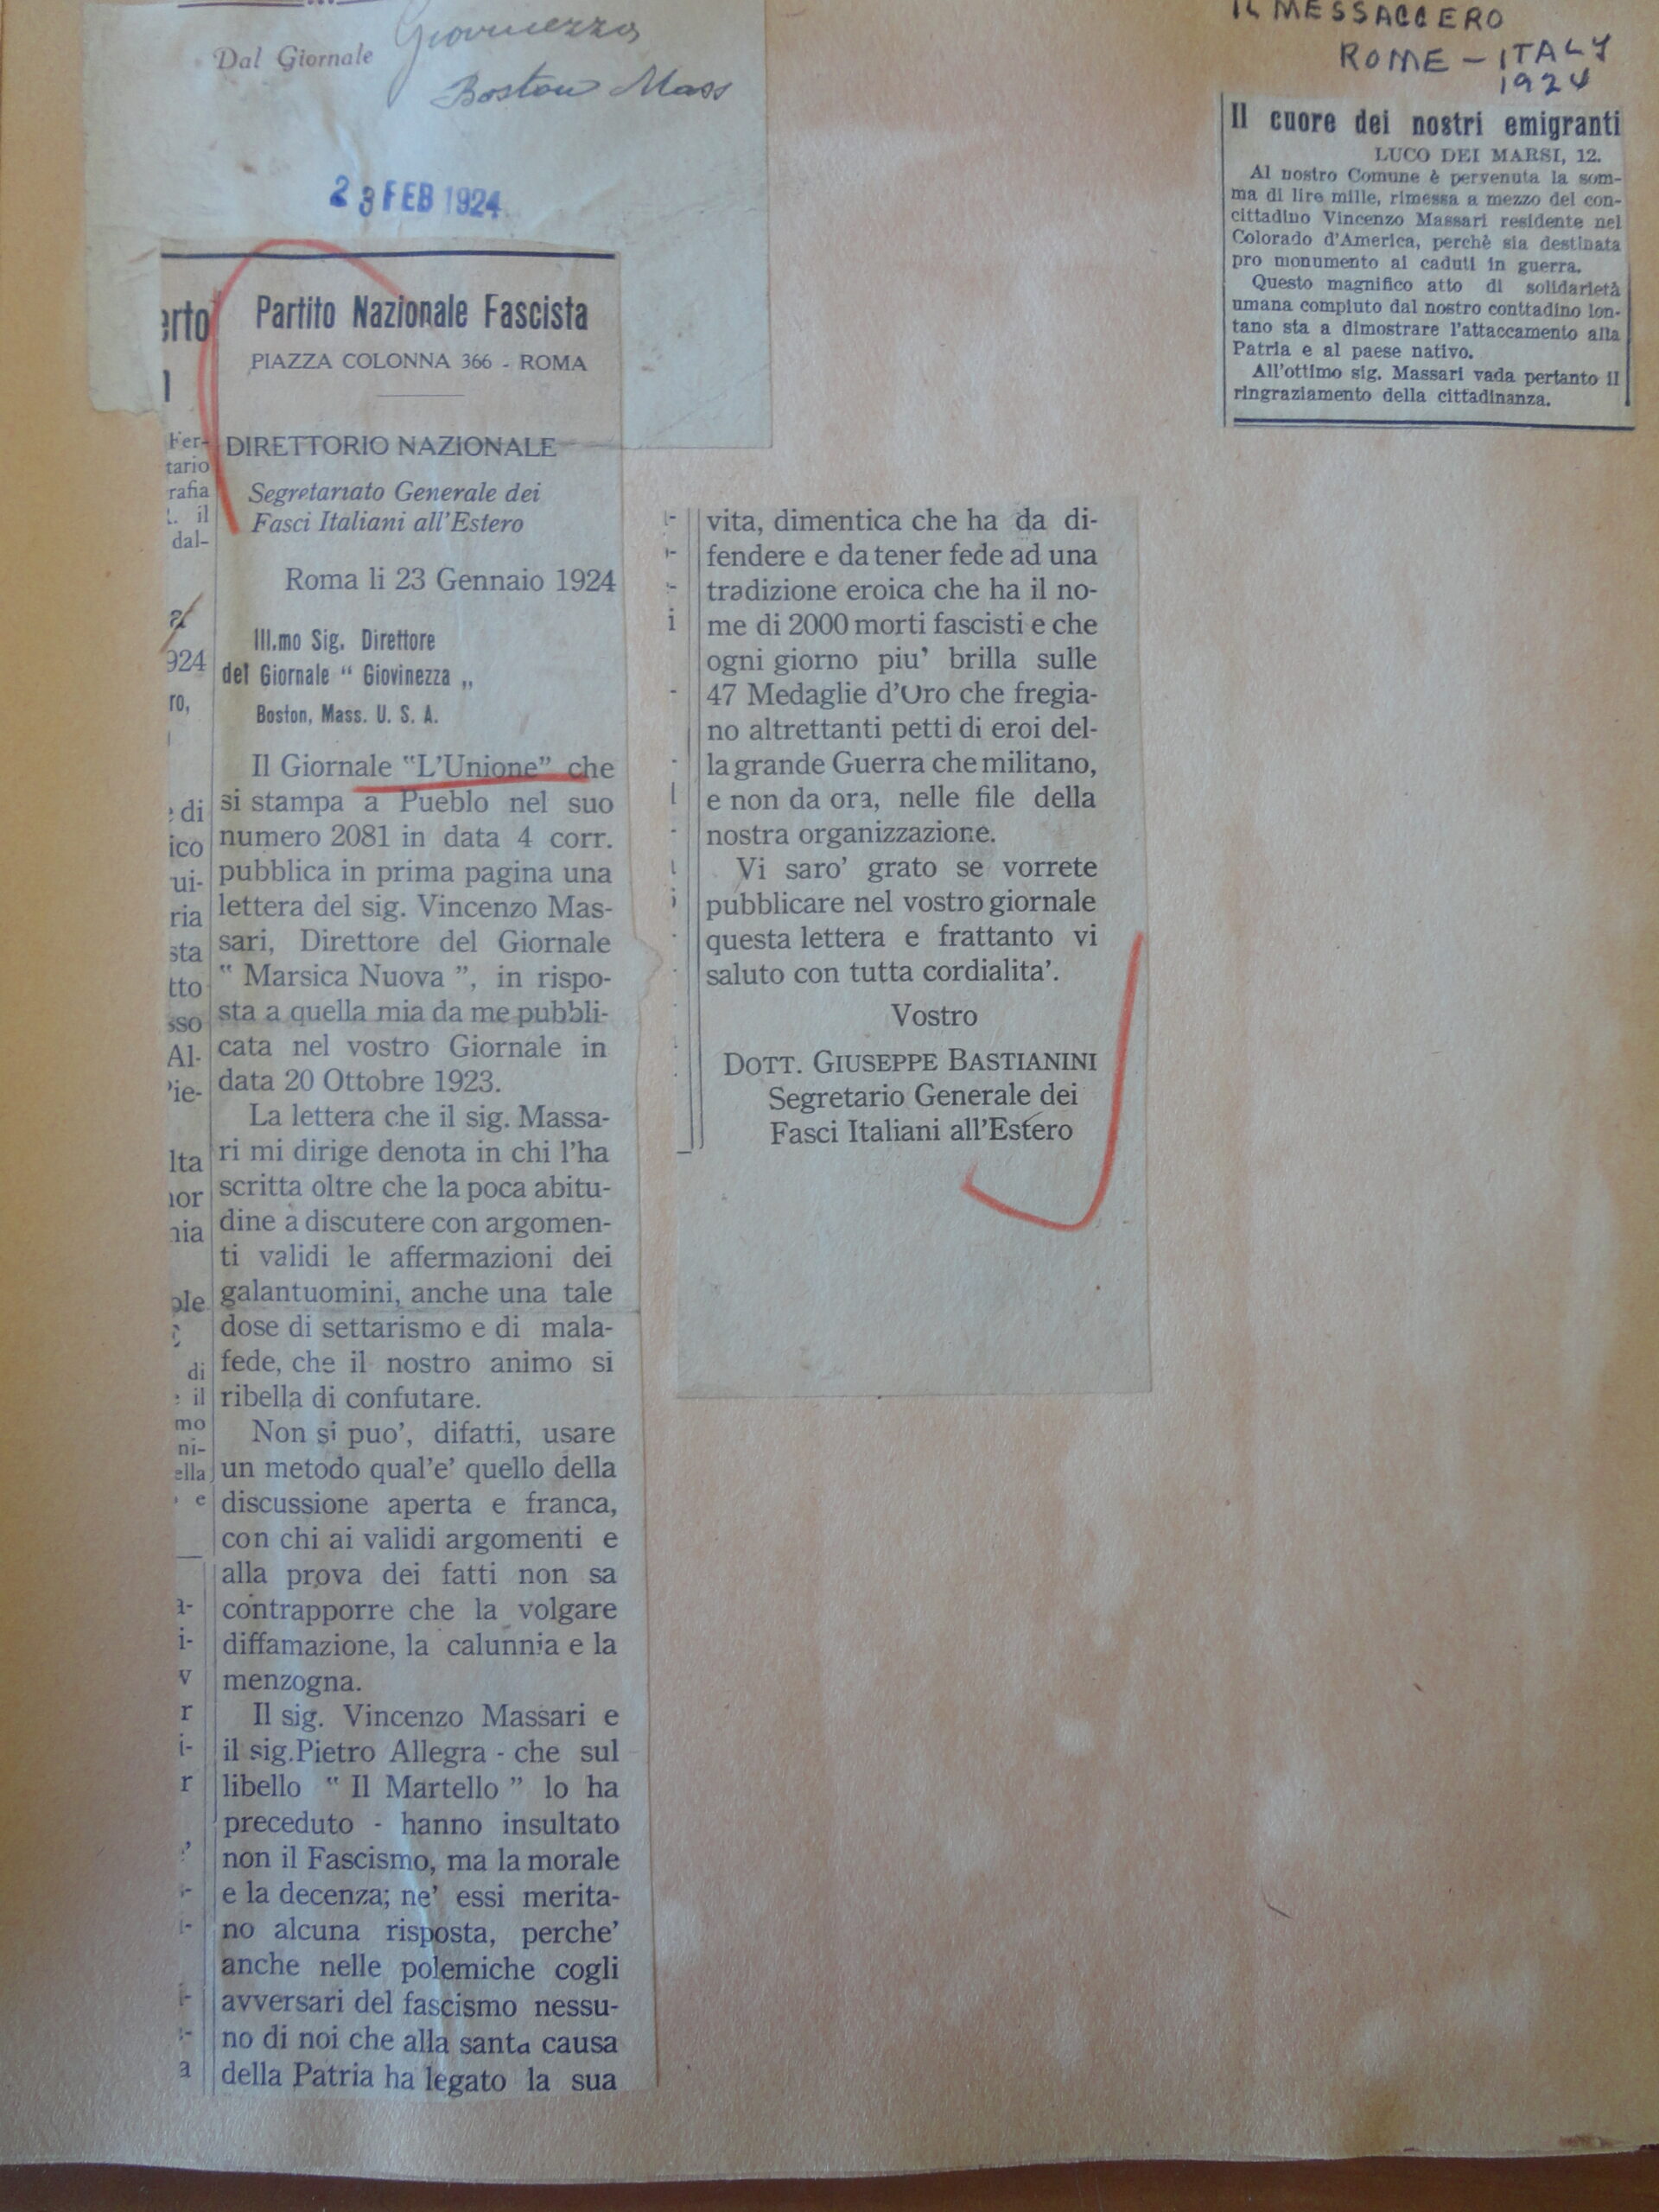 Dal Giornale Giovinezza
Boston Mass
23 FEB 1924
Partito Nazionale Fascista
PIAZZA COLONNA 366 - ROMA
DIRETTORIO NAZIONALE
Segretariato Generale dei
Fasci Italiani all'Estero
Roma li 23 Gennaio 1924
Ill.mo Sig. Direttore
del Giornale “ Giovinezza „
Boston, Mass. U. S. A.
Il Giornale "L'Unione" che
si stampa a Pueblo nel suo
numero 2081 in data 4 corr.
pubblica in prima pagina una
lettera del sig. Vincenzo Mas-
sari, Direttore del Giornale
" Marsica Nuova ", in rispo-
sta a quella mia da me pubbli-
cata nel vostro Giornale in
data 20 Ottobre 1923.
La lettera che il sig. Massa-
ri mi dirige denota in chi l'ha
scritta oltre che la poca abitu-
dine a discutere con argomen-
ti validi le affermazioni dei
galantuomini, anche una tale
dose di settarismo e di mala-
fede, che il nostro animo si
ribella di confutare.
Non si puo', difatti, usare
un metodo qual'e' quello della
discussione aperta e franca,
con chi ai validi argomenti e
alla prova dei fatti non sa
contrapporre che la volgare
diffamazione, la calunnia e la
menzogna.
Il sig. Vincenzo Massari e
il sig.Pietro Allegra - che sul
libello " Il Martello " lo ha
preceduto - hanno insultato
non il Fascismo, ma la morale
e la decenza; ne' essi merita-
no alcuna risposta, perche'
anche nelle polemiche cogli
avversari del fascismo nessu-
no di noi che alla santa causa
della Patria ha legato la sua
vita, dimentica che ha da di-
fendere e da tener fede ad una
tradizione eroica che ha il no-
me di 2000 morti fascisti e che
ogni giorno piu' brilla sulle
47 Medaglie d'Oro che fregia-
no altrettanti petti di eroi del-
la grande Guerra che militano,
e non da ora, nelle file della
nostra organizzazione.
Vi saro' grato se vorrete
pubblicare nel vostro giornale
questa lettera e frattanto vi
saluto con tutta cordialita'.
Vostro
DOTT. GIUSEPPE BASTIANINI
Segretario Generale dei
Fasci Italiani all'Estero
IL MESSAGGERO
ROME - ITALY
1924
Il cuore dei nostri emigranti
LUCO DEI MARSI, 12.
Al nostro Comune è pervenuta la som-
ma di lire mille, rimessa a mezzo del con-
cittadino Vincenzo Massari residente nel
Colorado d'America, perchè sia destinata
pro monumento ai caduti in guerra.
Questo magnifico atto di solidarietà
umana compiuto dal nostro conttadino lon-
tano sta a dimostrare l'attaccamento alla
Patria e al paese nativo.
All'ottimo sig. Massari vada pertanto il
ringraziamento della cittadinanza.